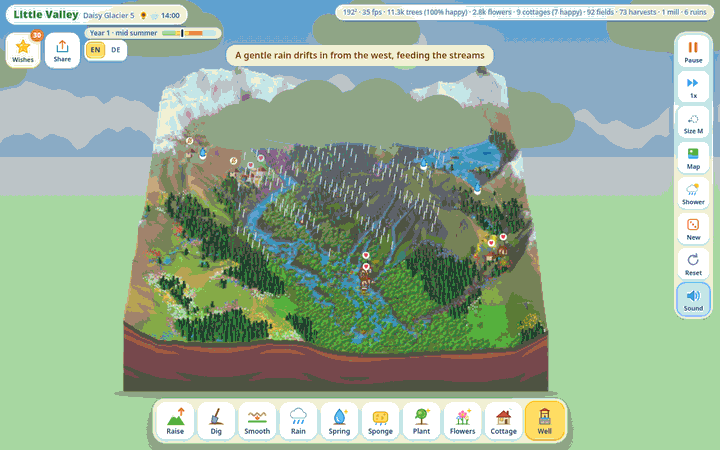 Little Valley Daisy Glacier 5 14:00
192² · 35 fps · 11.3k trees (100% happy) · 2.8k flowers · 9 cottages (7 happy) · 92 fields · 73 harvests · 1 mill · 6 ruins
Year 1 · mid summer
30
Wishes
Share
EN DE
A gentle rain drifts in from the west, feeding the streams
Pause
1x
Size M
Map
Shower
New
Reset
Sound
Raise
Dig
Smooth
Rain
Spring
Sponge
Plant
Flowers
Cottage
Well